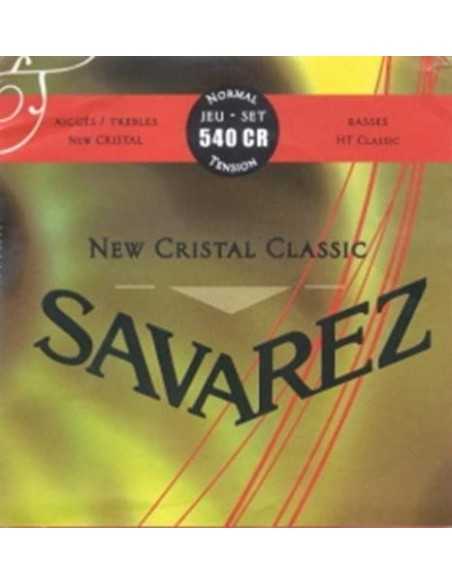 NORMAL
JEU - SET
540 CR
TENSION
AIGUËS / TREBLES
NEW CRISTAL
BASSES
HT CLASSIC
NEW CRISTAL CLASSIC
SAVAREZ